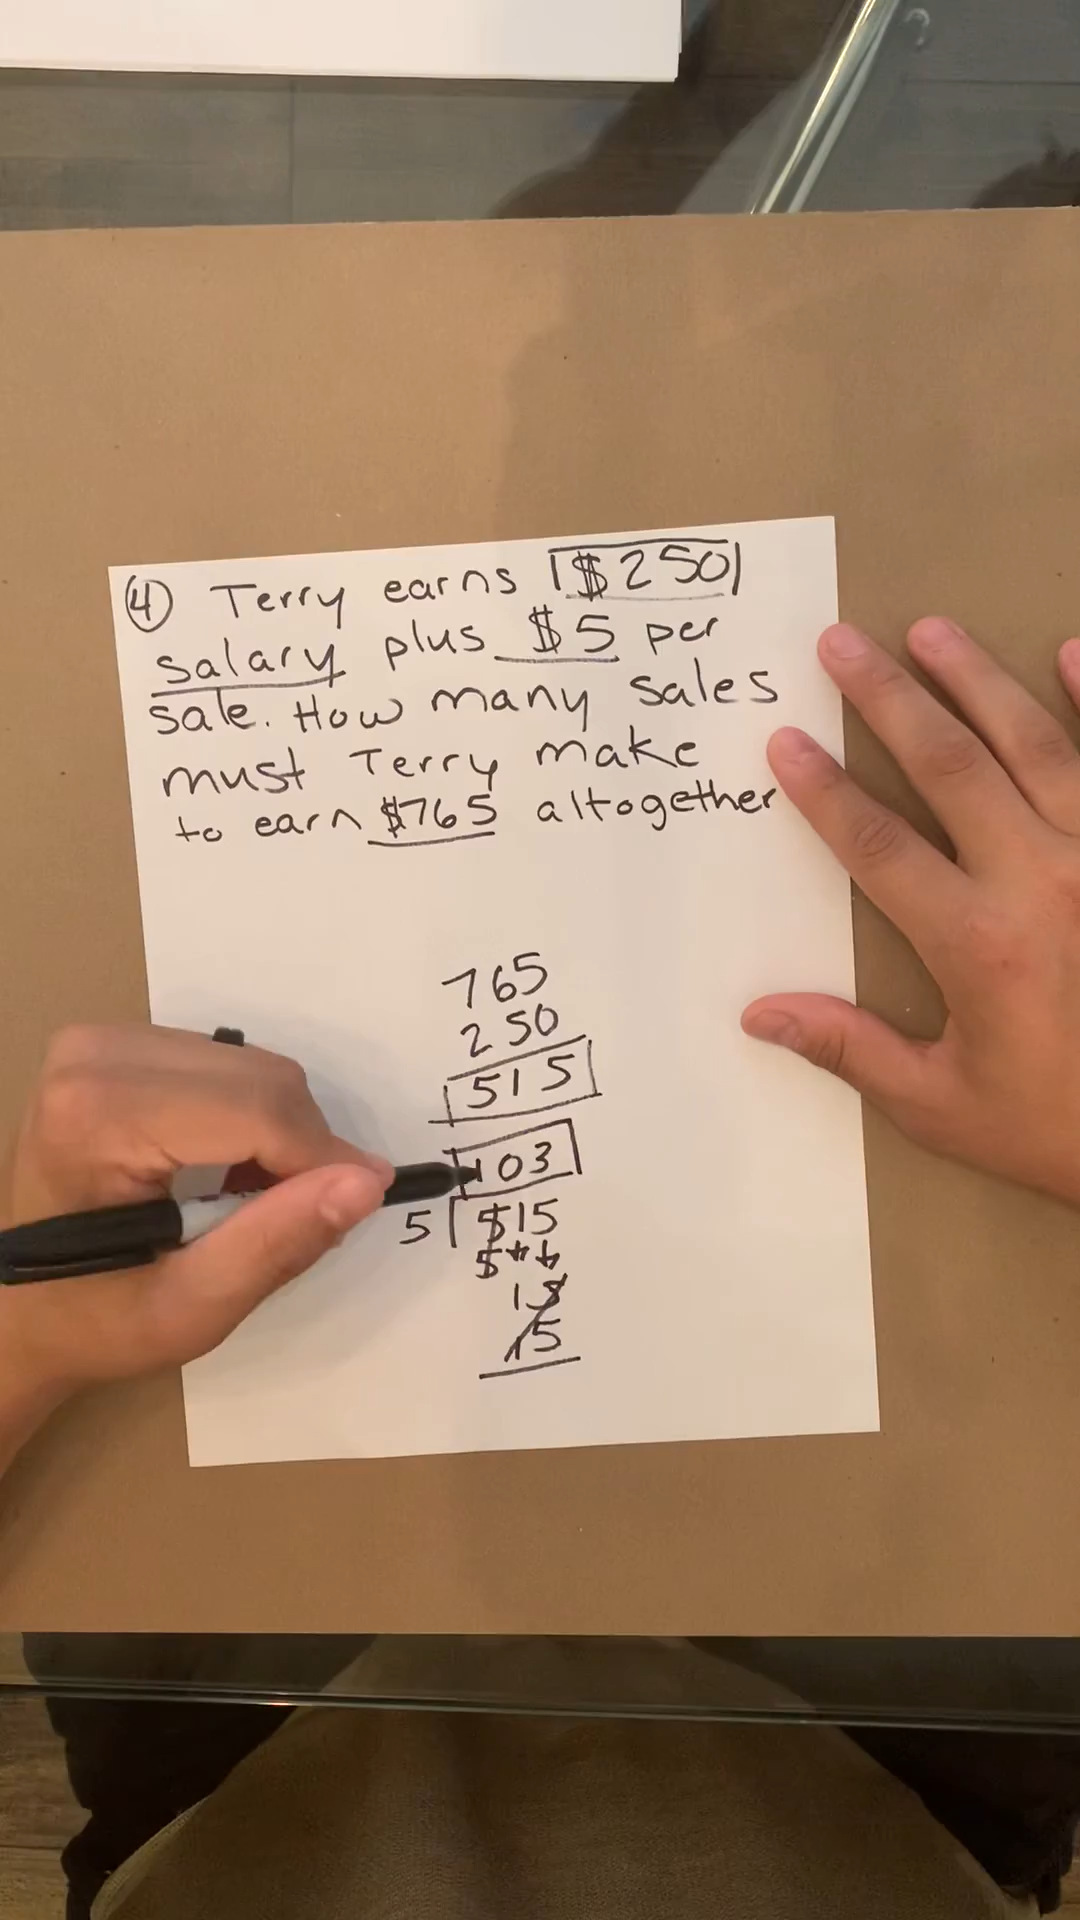 4 Terry earns $250
salary plus $5 per
sale. How many sales
must Terry make
to earn $765 altogether
765
250
515
103
5 515
5
15
15